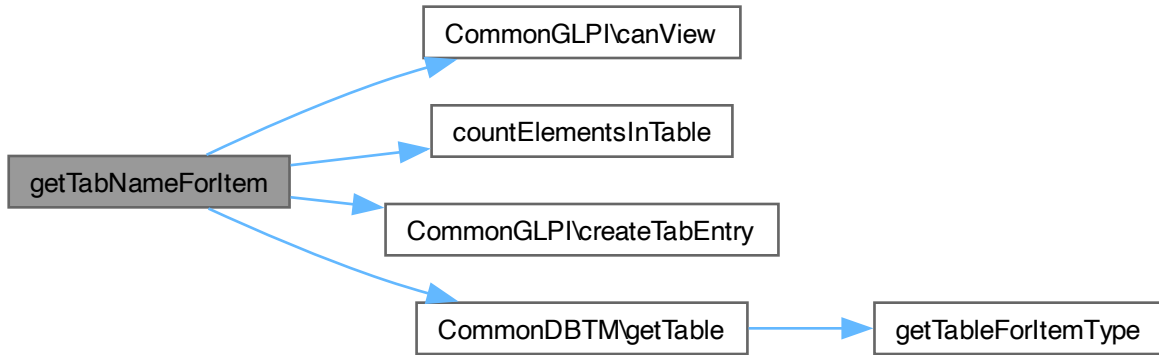 CommonGLPI\canView
countElementsInTable
getTabNameForItem
CommonGLPI\createTabEntry
CommonDBTM\getTable
getTableForItemType